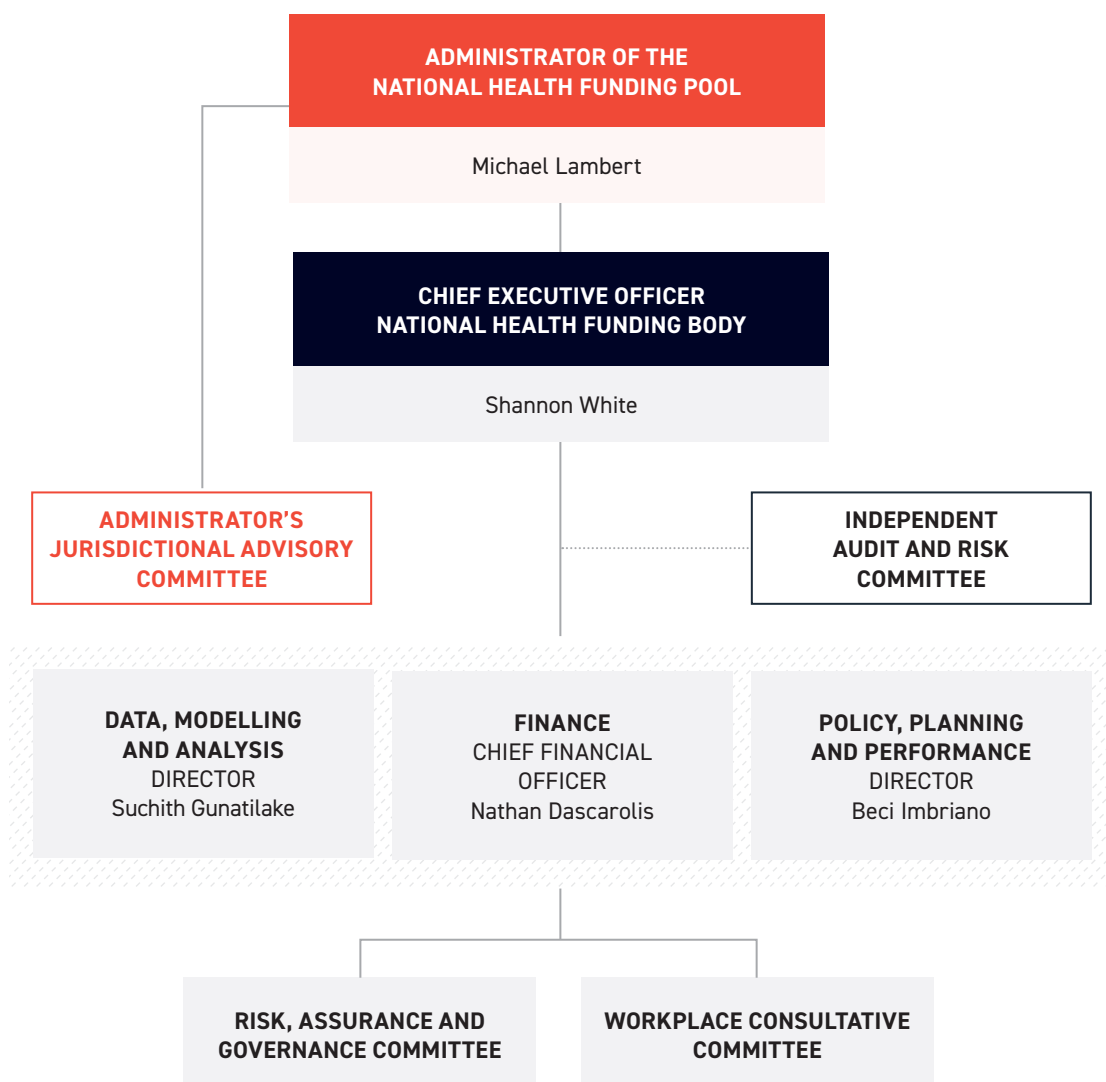 ADMINISTRATOR OF THE
NATIONAL HEALTH FUNDING POOL
Michael Lambert
CHIEF EXECUTIVE OFFICER
NATIONAL HEALTH FUNDING BODY
Shannon White
ADMINISTRATOR’S
JURISDICTIONAL ADVISORY
COMMITTEE
INDEPENDENT
AUDIT AND RISK
COMMITTEE
DATA, MODELLING
AND ANALYSIS
DIRECTOR
Suchith Gunatilake
FINANCE
CHIEF FINANCIAL
OFFICER
Nathan Dascarolis
POLICY, PLANNING
AND PERFORMANCE
DIRECTOR
Beci Imbriano
RISK, ASSURANCE AND
GOVERNANCE COMMITTEE
WORKPLACE CONSULTATIVE
COMMITTEE